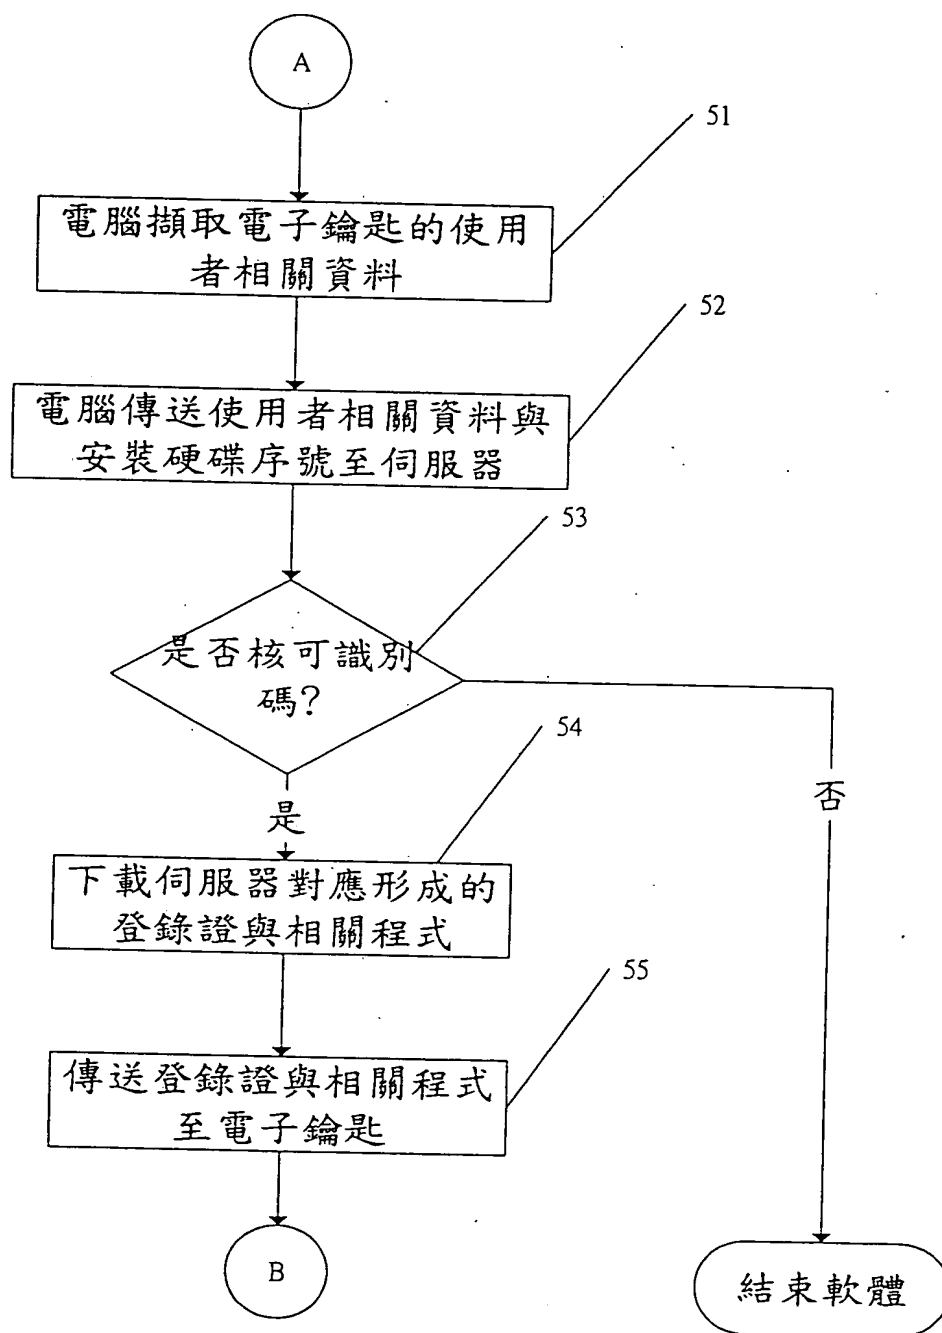 A
51
電腦擷取電子鑰匙的使用
者相關資料
52
電腦傳送使用者相關資料與
安裝硬碟序號至伺服器
53
是否核可識別
碼?
54
是
否
下載伺服器對應形成的
登錄證與相關程式
55
傳送登錄證與相關程式
至電子鑰匙
B
結束軟體